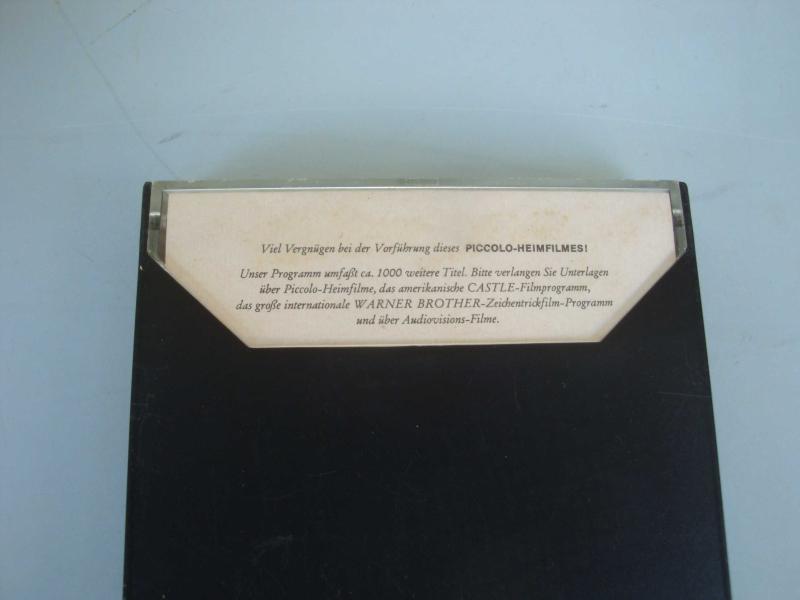 Viel Vergnügen bei der Vorführung dieses PICCOLO-HEIMFILMES!
Unser Programm umfaßt ca. 1000 weitere Titel. Bitte verlangen Sie Unterlagen
über Piccolo-Heimfilme, das amerikanische CASTLE-Filmprogramm,
das große internationale WARNER BROTHER-Zeichentrickfilm-Programm
und über Audiovisions-Filme.